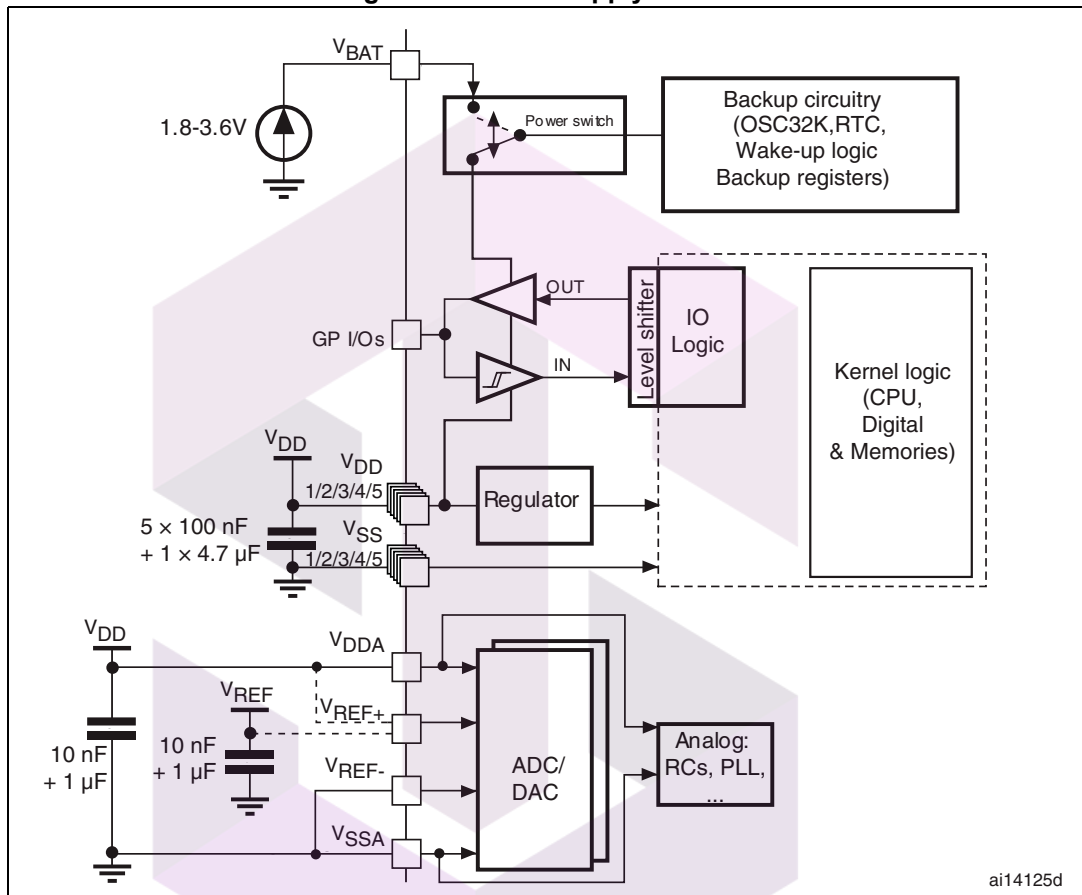 VBAT
1.8-3.6V
Power switch
Backup circuitry
(OSC32K,RTC,
Wake-up logic
Backup registers)
OUT
GP I/Os
IN
Level shifter
IO
Logic
Kernel logic
(CPU,
Digital
& Memories)
VDD
VDD
1/2/3/4/5
Regulator
5 × 100 nF
+ 1 × 4.7 µF
VSS
1/2/3/4/5
VDD
VDDA
VREF
VREF+
10 nF
+ 1 µF
10 nF
+ 1 µF
VREF-
ADC/
DAC
Analog:
RCs, PLL,
...
VSSA
ai14125d